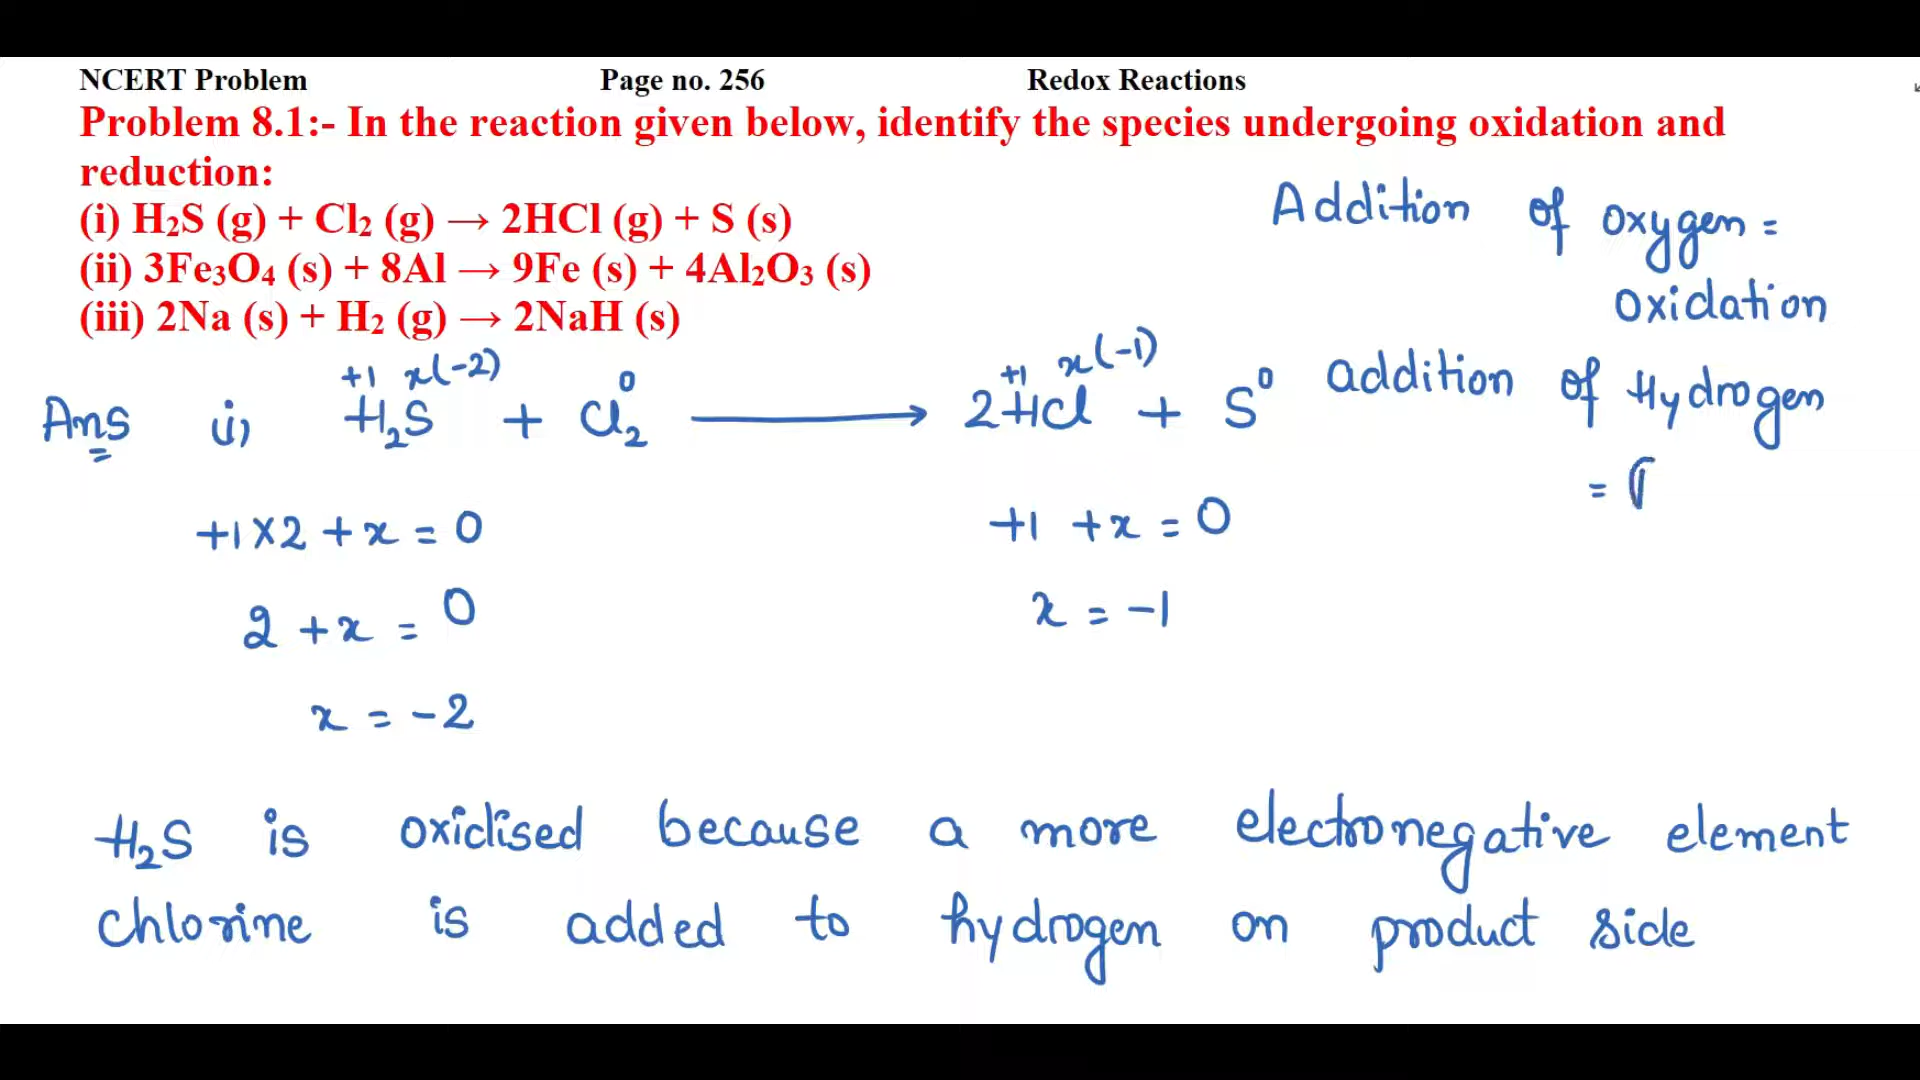 NCERT Problem Page no. 256 Redox Reactions
Problem 8.1:- In the reaction given below, identify the species undergoing oxidation and
reduction:
(i) H₂S (g) + Cl₂ (g) → 2HCl (g) + S (s)
(ii) 3Fe₃O₄ (s) + 8Al → 9Fe (s) + 4Al₂O₃ (s)
(iii) 2Na (s) + H₂ (g) → 2NaH (s)
Addition of oxygen =
oxidation
addition of Hydrogen
=
+1 x(-2) 0 +1 x(-1) 0
Ans i) H₂S + Cl₂ → 2HCl + S
+1×2 + x = 0
2 + x = 0
x = -2
+1 + x = 0
x = -1
H₂S is oxidised because a more electronegative element
chlorine is added to hydrogen on product side